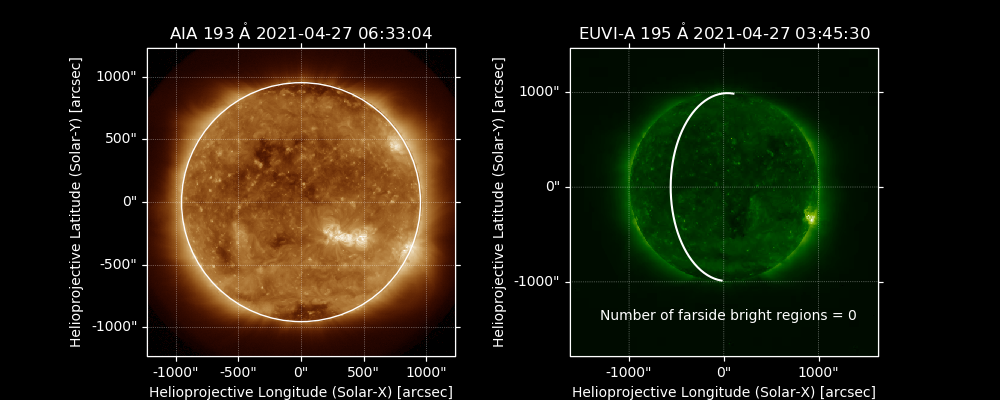 AIA 193 Å 2021-04-27 06:33:04
Helioprojective Latitude (Solar-Y) [arcsec]
1000"
500"
0"
-500"
-1000"
-1000" -500" 0" 500" 1000"
Helioprojective Longitude (Solar-X) [arcsec]
EUVI-A 195 Å 2021-04-27 03:45:30
Helioprojective Latitude (Solar-Y) [arcsec]
1000"
0"
-1000"
Number of farside bright regions = 0
-1000" 0" 1000"
Helioprojective Longitude (Solar-X) [arcsec]